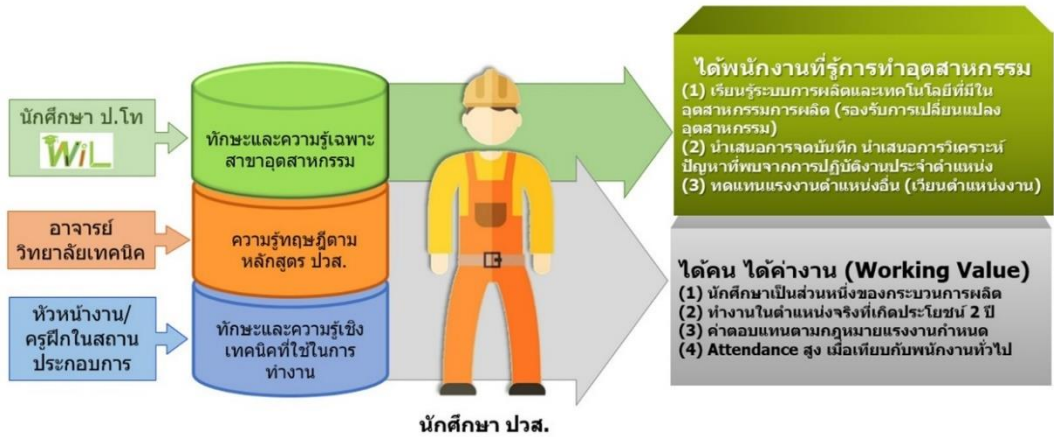 นักศึกษา ป.โท
WiL
อาจารย์
วิทยาลัยเทคนิค
หัวหน้างาน/
ครูฝึกในสถาน
ประกอบการ
ทักษะและความรู้เฉพาะ
สาขาอุตสาหกรรม
ความรู้ทฤษฎีตาม
หลักสูตร ปวส.
ทักษะและความรู้เชิง
เทคนิคที่ใช้ในการ
ทำงาน
นักศึกษา ปวส.
ได้พนักงานที่รู้การทำอุตสาหกรรม
(1) เรียนรู้ระบบการผลิตและเทคโนโลยีที่มีใน
อุตสาหกรรมการผลิต (รองรับการเปลี่ยนแปลง
อุตสาหกรรม)
(2) นำเสนอการจดบันทึก นำเสนอการวิเคราะห์
ปัญหาที่พบจากการปฏิบัติงานประจำตำแหน่ง
(3) ทดแทนแรงงานตำแหน่งอื่น (เวียนตำแหน่งงาน)
ได้คน ได้ค่างาน (Working Value)
(1) นักศึกษาเป็นส่วนหนึ่งของกระบวนการผลิต
(2) ทำงานในตำแหน่งจริงที่เกิดประโยชน์ 2 ปี
(3) ค่าตอบแทนตามกฎหมายแรงงานกำหนด
(4) Attendance สูง เมื่อเทียบกับพนักงานทั่วไป